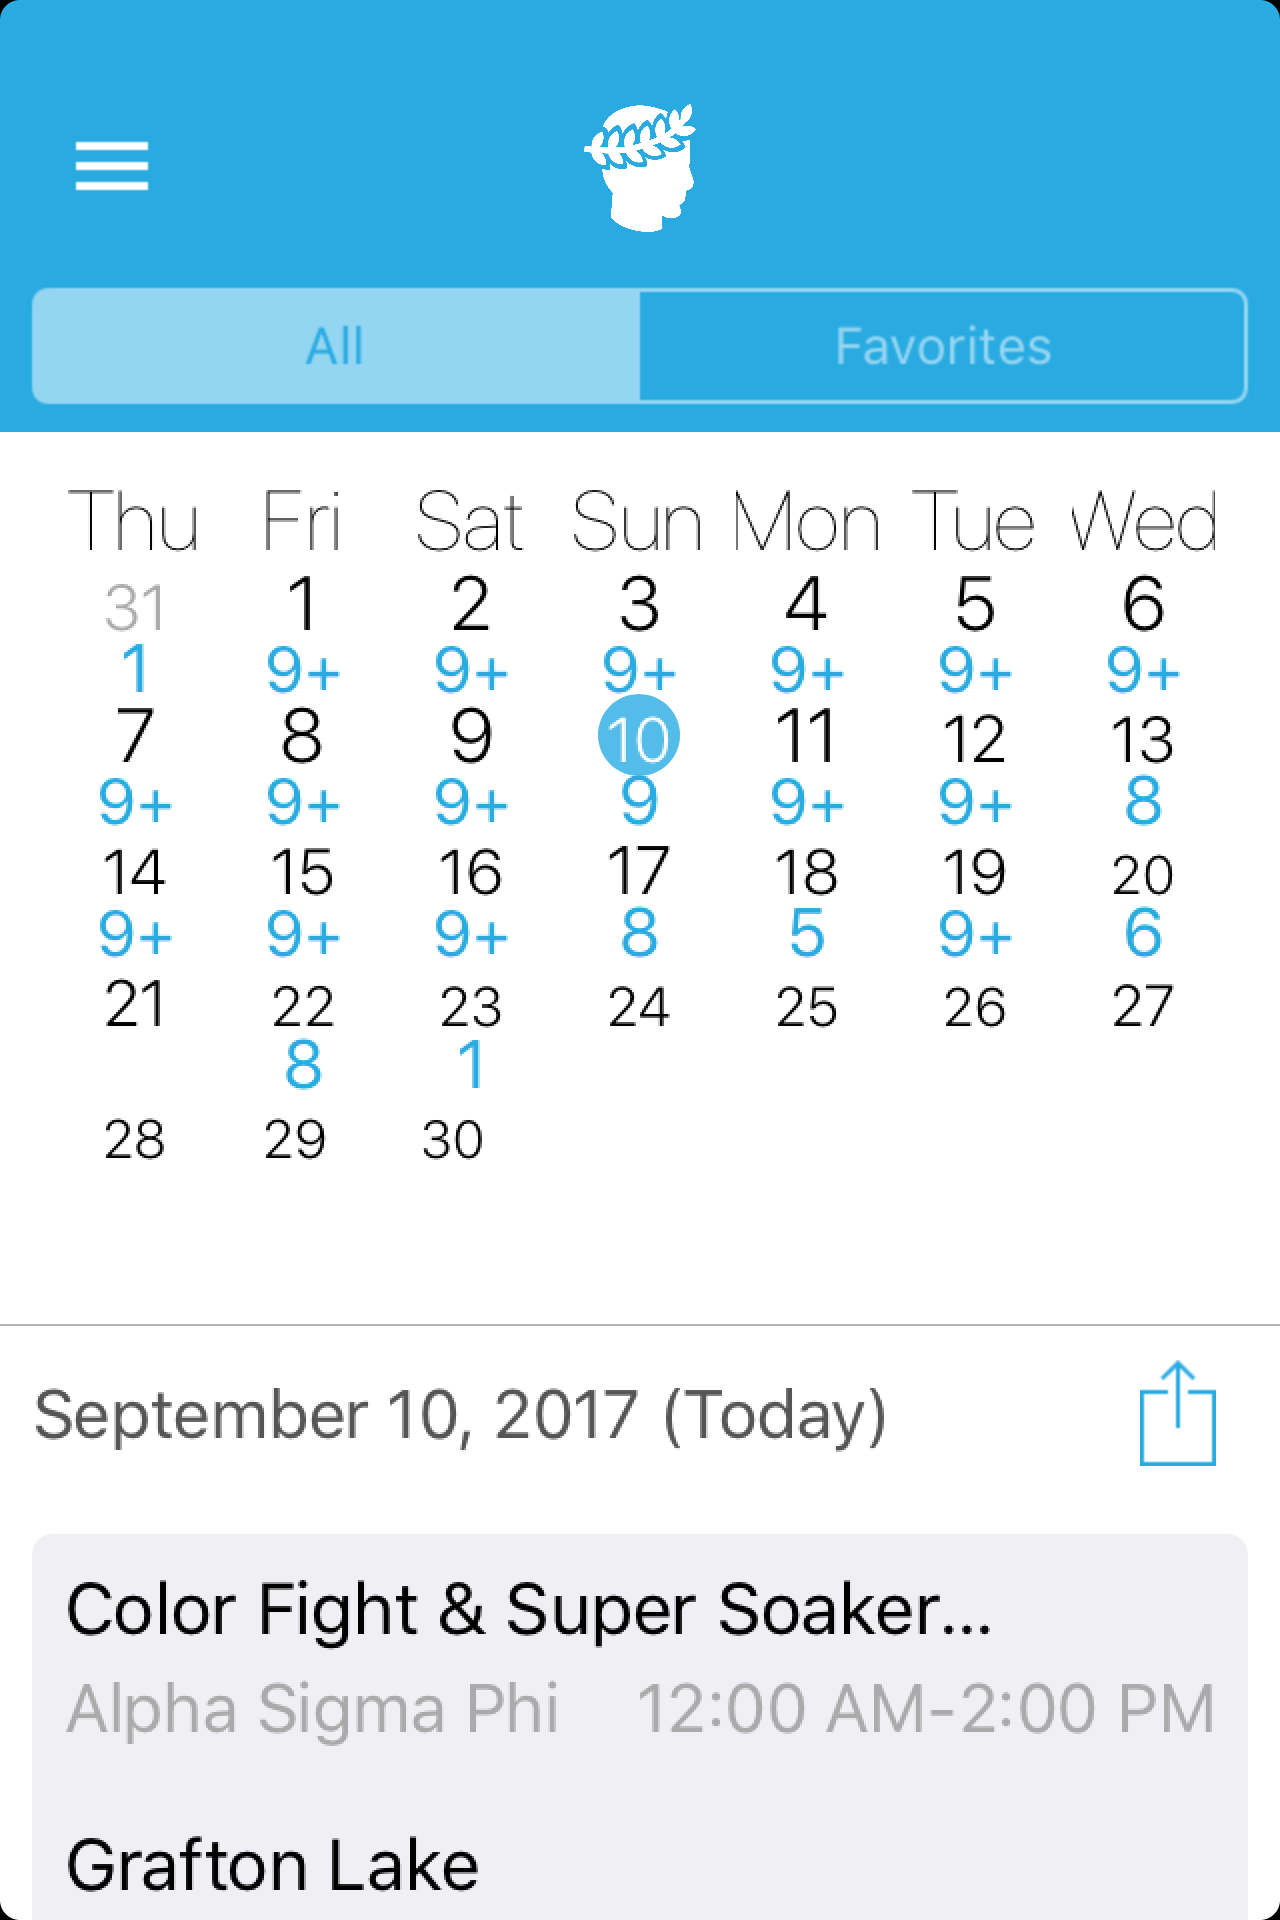 All Favorites
Thu Fri Sat Sun Mon Tue Wed
31 1 2 3 4 5 6
1 9+ 9+ 9+ 9+ 9+ 9+
7 8 9 10 11 12 13
9+ 9+ 9+ 9 9+ 9+ 8
14 15 16 17 18 19 20
9+ 9+ 9+ 8 5 9+ 6
21 22 23 24 25 26 27
8 1
28 29 30
September 10, 2017 (Today)
Color Fight & Super Soaker...
Alpha Sigma Phi 12:00 AM-2:00 PM
Grafton Lake